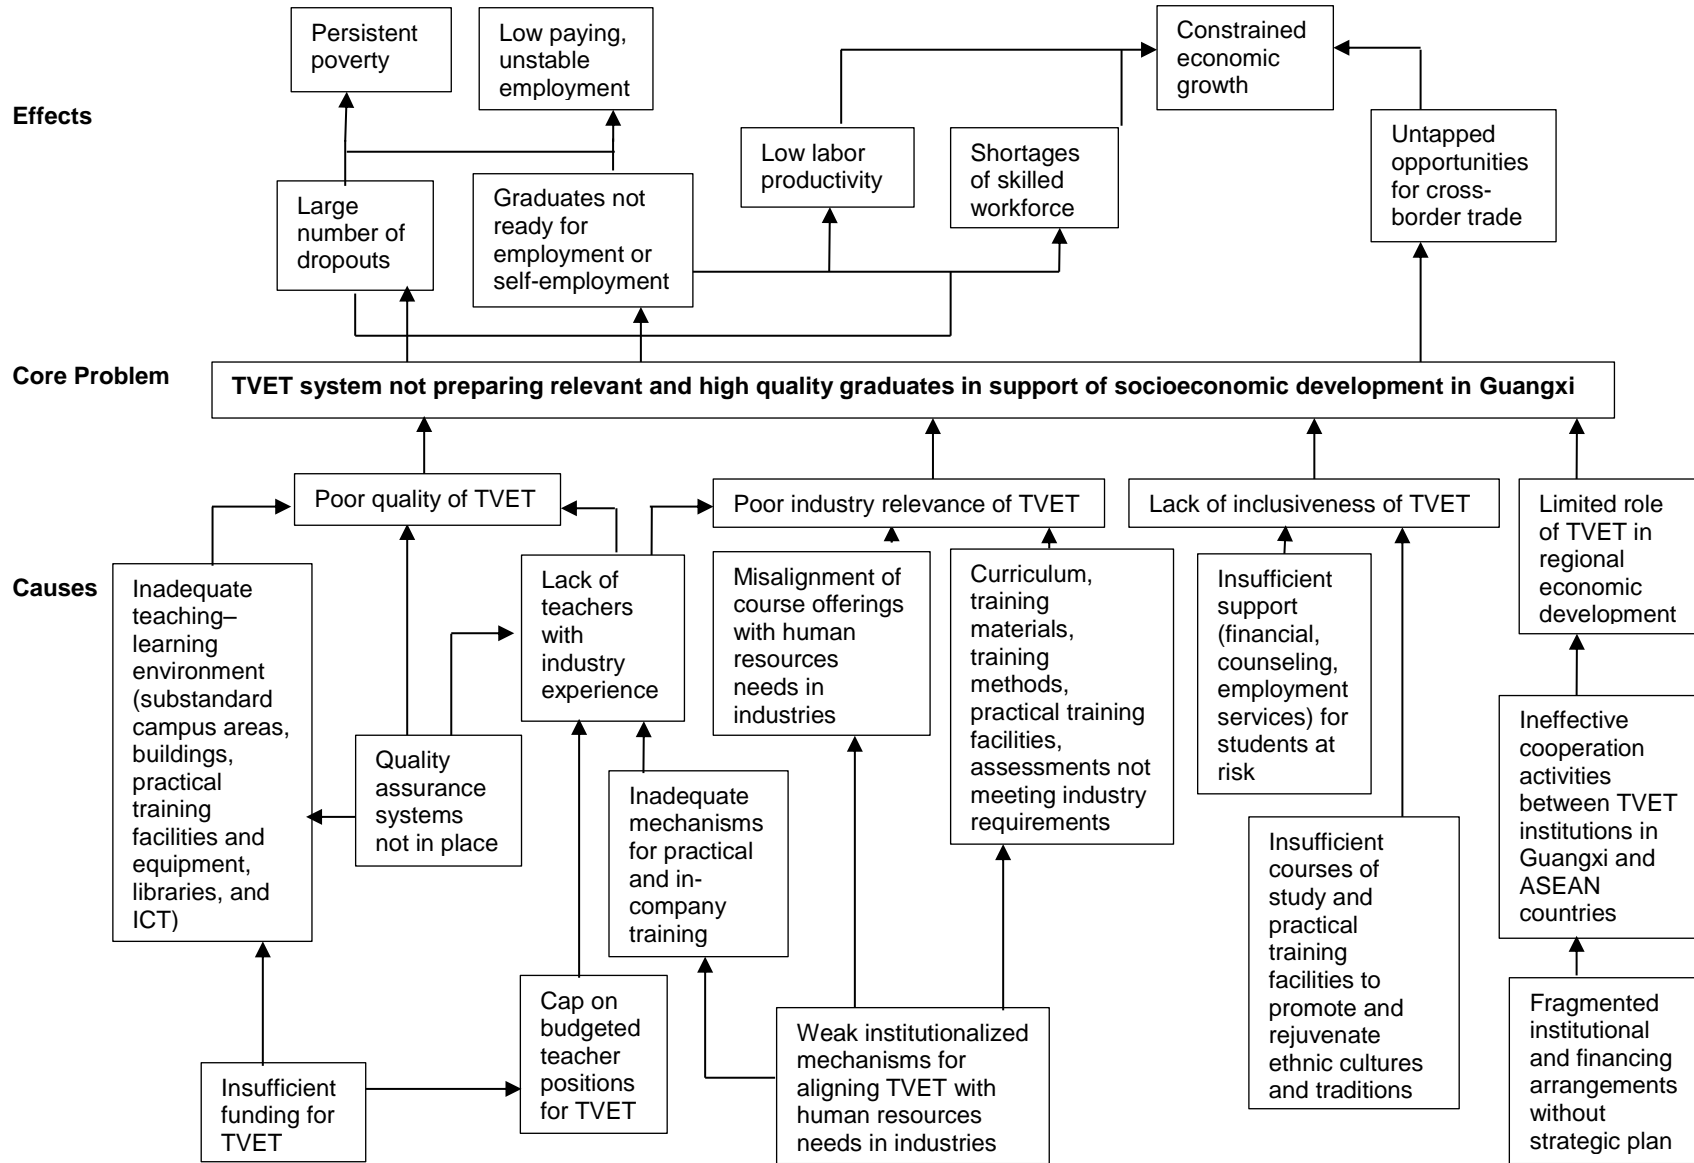 Persistent
poverty
Low paying,
unstable
employment
Constrained
economic
growth
Effects
Low labor
productivity
Shortages
of skilled
workforce
Untapped
opportunities
for cross-
border trade
Large
number of
dropouts
Graduates not
ready for
employment or
self-employment
Core Problem
TVET system not preparing relevant and high quality graduates in support of socioeconomic development in Guangxi
Poor quality of TVET
Poor industry relevance of TVET
Lack of inclusiveness of TVET
Limited role
of TVET in
regional
economic
development
Causes
Inadequate
teaching–
learning
environment
(substandard
campus areas,
buildings,
practical
training
facilities and
equipment,
libraries, and
ICT)
Lack of
teachers
with
industry
experience
Misalignment of
course offerings
with human
resources
needs in
industries
Curriculum,
training
materials,
training
methods,
practical training
facilities,
assessments not
meeting industry
requirements
Insufficient
support
(financial,
counseling,
employment
services) for
students at
risk
Ineffective
cooperation
activities
between TVET
institutions in
Guangxi and
ASEAN
countries
Quality
assurance
systems
not in place
Inadequate
mechanisms
for practical
and in-
company
training
Insufficient
courses of
study and
practical
training
facilities to
promote and
rejuvenate
ethnic cultures
and traditions
Cap on
budgeted
teacher
positions
for TVET
Weak institutionalized
mechanisms for
aligning TVET with
human resources
needs in industries
Fragmented
institutional
and financing
arrangements
without
strategic plan
Insufficient
funding for
TVET